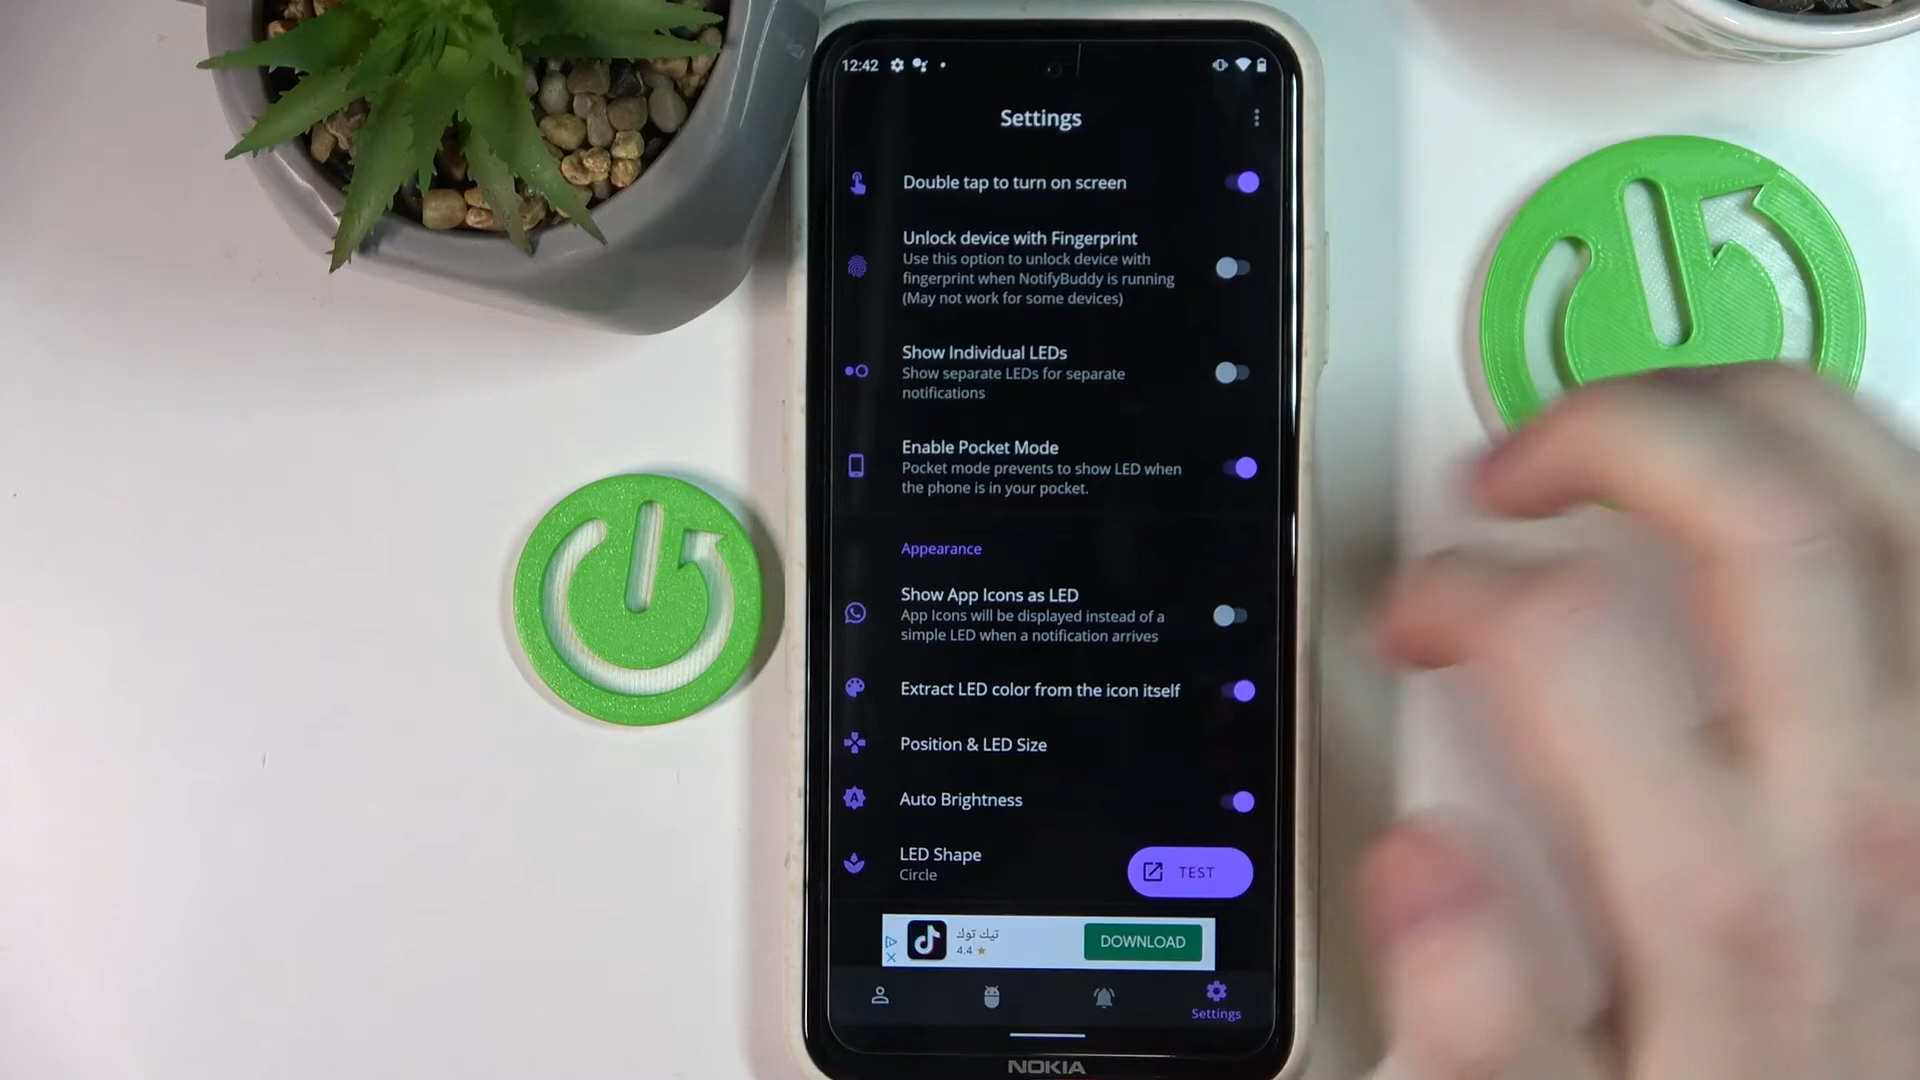 12:42
Settings
Double tap to turn on screen
Unlock device with Fingerprint
Use this option to unlock device with
fingerprint when NotifyBuddy is running
(May not work for some devices)
Show Individual LEDs
Show separate LEDs for separate
notifications
Enable Pocket Mode
Pocket mode prevents to show LED when
the phone is in your pocket.
Appearance
Show App Icons as LED
App Icons will be displayed instead of a
simple LED when a notification arrives
Extract LED color from the icon itself
Position & LED Size
Auto Brightness
LED Shape
Circle
TEST
تيك توك
4.4 ★
DOWNLOAD
Settings
NOKIA